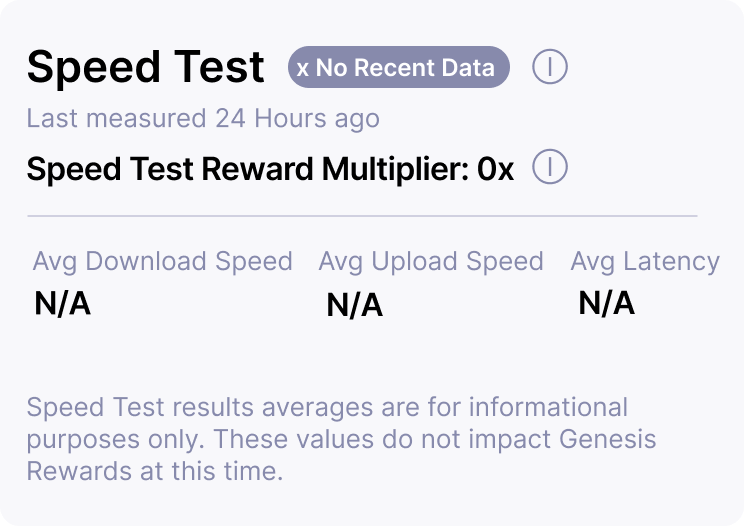 Speed Test x No Recent Data
Last measured 24 Hours ago
Speed Test Reward Multiplier: 0x
Avg Download Speed Avg Upload Speed Avg Latency
N/A N/A N/A
Speed Test results averages are for informational
purposes only. These values do not impact Genesis
Rewards at this time.